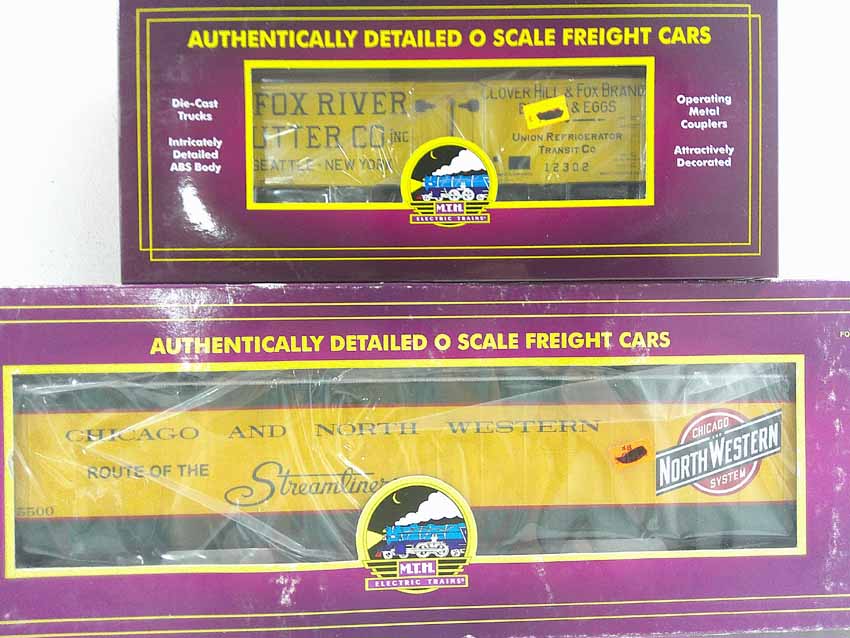 AUTHENTICALLY DETAILED O SCALE FREIGHT CARS
Die-Cast
Trucks
Intricately
Detailed
ABS Body
FOX RIVER
UTTER CO INC
SEATTLE - NEW YORK
CLOVER HILL & FOX BRAND
& EGGS
UNION REFRIGERATOR
TRANSIT CO
12302
Operating
Metal
Couplers
Attractively
Decorated
M.T.H.
ELECTRIC TRAINS
AUTHENTICALLY DETAILED O SCALE FREIGHT CARS
FO
CHICAGO AND NORTH WESTERN
ROUTE OF THE
Streamliner
5500
CHICAGO
AND
NORTH WESTERN
SYSTEM
M.T.H.
ELECTRIC TRAINS